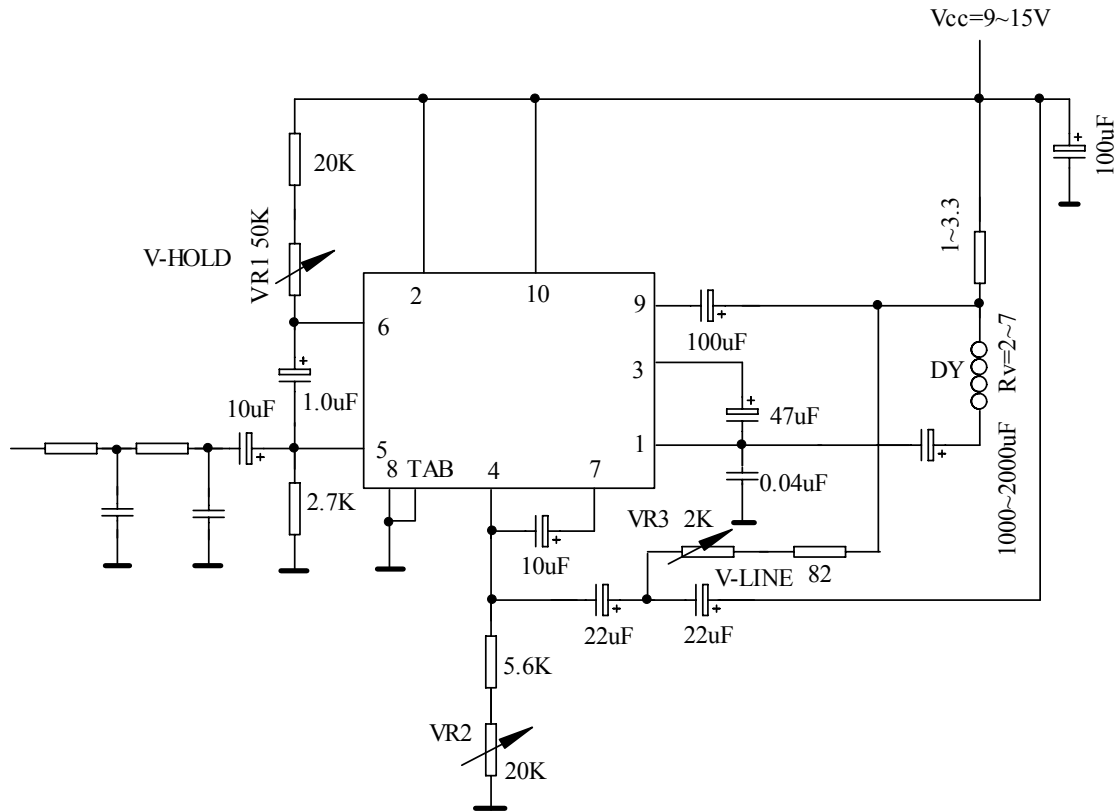 Vcc=9~15V
20K
100uF
V-HOLD
VR1 50K
1~3.3
2
10
9
6
100uF
3
DY
Rv=2~7
10uF
1.0uF
47uF
1
5
8 TAB
4
7
0.04uF
1000~2000uF
2.7K
VR3 2K
10uF
V-LINE
82
22uF
22uF
5.6K
VR2
20K
+
+
+
+
+
+
+
+
+